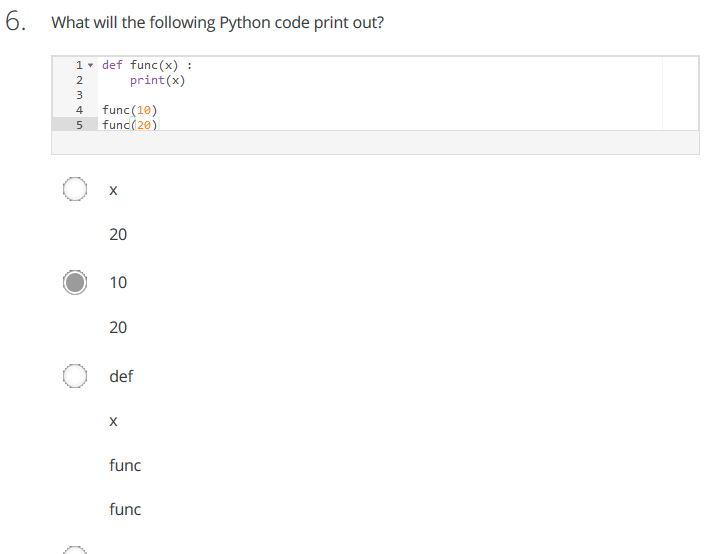 6. What will the following Python code print out?
1 def func(x) :
2     print(x)
3
4 func(10)
5 func(20)
x
20
10
20
def
x
func
func